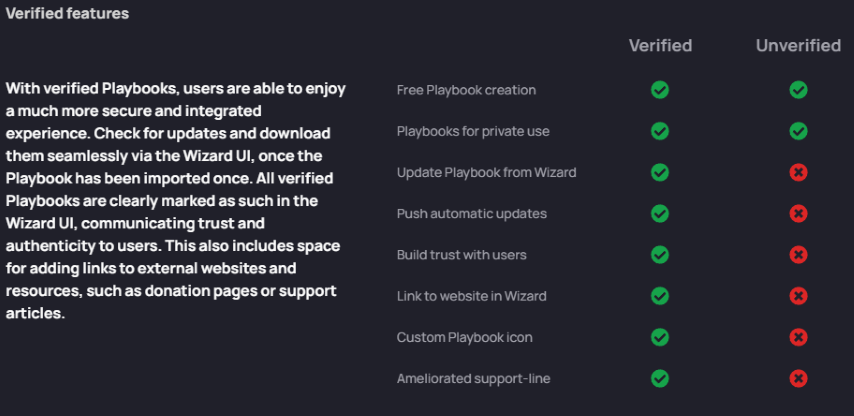 Verified features
Verified Unverified
With verified Playbooks, users are able to enjoy
a much more secure and integrated
experience. Check for updates and download
them seamlessly via the Wizard UI, once the
Playbook has been imported once. All verified
Playbooks are clearly marked as such in the
Wizard UI, communicating trust and
authenticity to users. This also includes space
for adding links to external websites and
resources, such as donation pages or support
articles.
Free Playbook creation
Playbooks for private use
Update Playbook from Wizard
Push automatic updates
Build trust with users
Link to website in Wizard
Custom Playbook icon
Ameliorated support-line